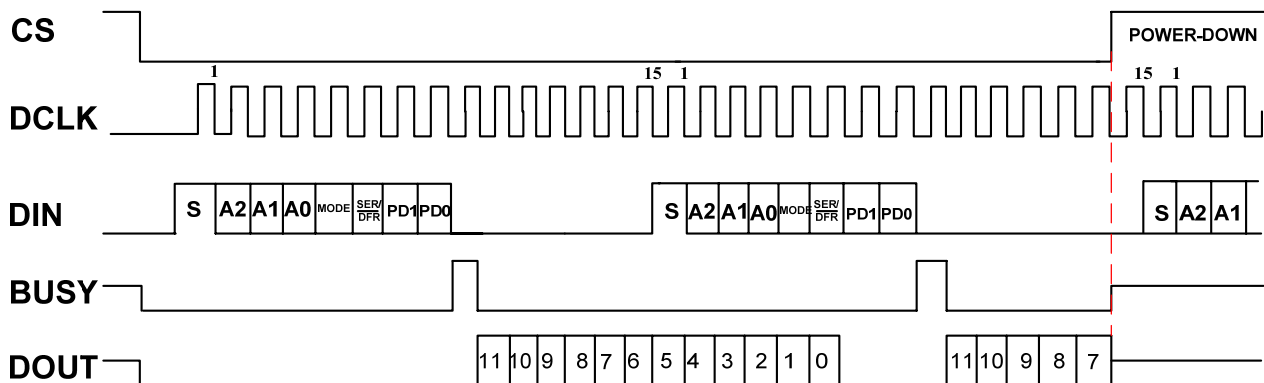 CS
POWER-DOWN
1 15 1 15 1
DCLK
DIN S A2 A1 A0 MODE SER/DFR PD1 PD0 S A2 A1 A0 MODE SER/DFR PD1 PD0 S A2 A1
BUSY
DOUT 11 10 9 8 7 6 5 4 3 2 1 0 11 10 9 8 7